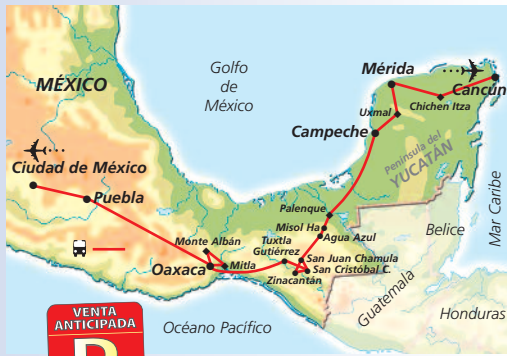 Golfo
de
México
MÉXICO
Mérida
Cancún
Chichen Itza
Uxmal
Campeche
Península del
YUCATÁN
Mar Caribe
Ciudad de México
Puebla
Palenque
Misol Ha
Agua Azul
Belice
Monte Albán
Tuxtla
Gutiérrez
San Juan Chamula
San Cristóbal C.
Oaxaca
Mitla
Zinacantán
Guatemala
Honduras
Océano Pacifico
VENTA
ANTICIPADA